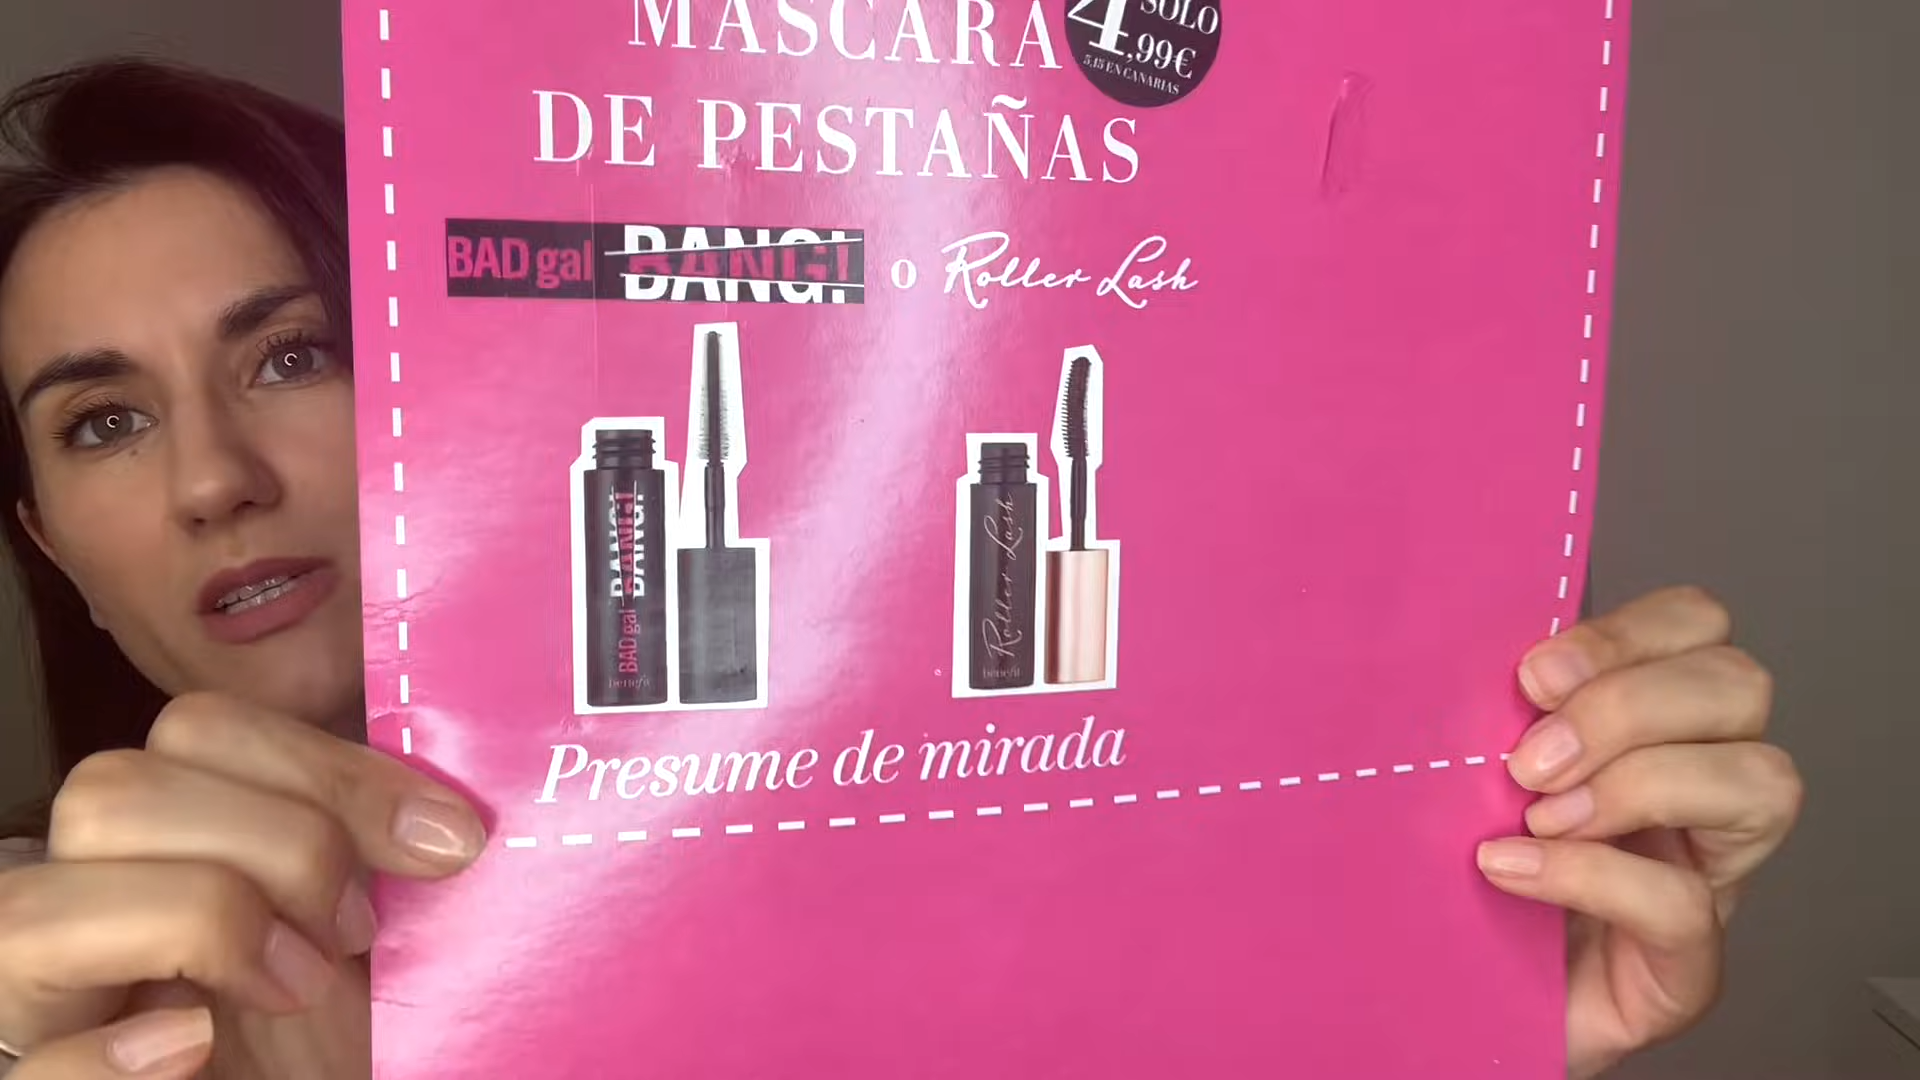 MÁSCARA
DE PESTAÑAS
4,99€
SOLO
5,15 EN CANARIAS
BAD gal BANG! o Roller Lash
BAD gal BANG!
benefit
Roller Lash
benefit
Presume de mirada